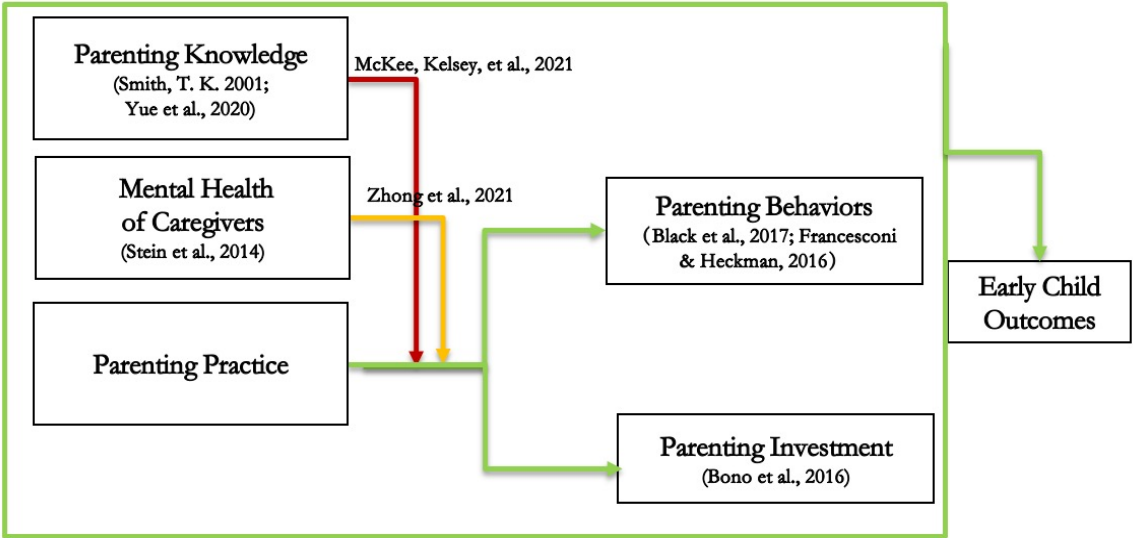 Parenting Knowledge
(Smith, T. K. 2001;
Yue et al., 2020)
McKee, Kelsey, et al., 2021
Mental Health
of Caregivers
(Stein et al., 2014)
Zhong et al., 2021
Parenting Practice
Parenting Behaviors
（Black et al., 2017; Francesconi
& Heckman, 2016）
Parenting Investment
(Bono et al., 2016)
Early Child
Outcomes